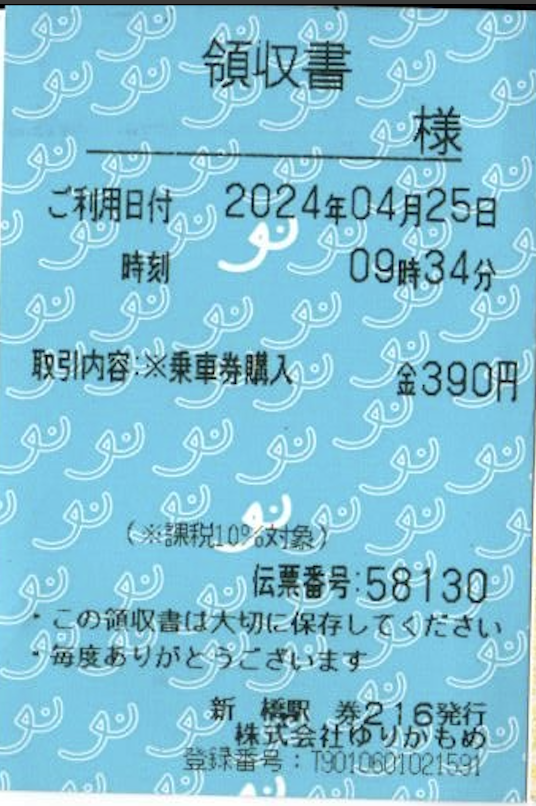 領収書
様
ご利用日付 2024年04月25日
時刻 09時34分
取引内容:※乗車券購入 金390円
(※課税10%対象)
伝票番号:58130
・この領収書は大切に保存してください
・毎度ありがとうございます
新 橋駅 券216発行
株式会社ゆりかもめ
登録番号:T9010601021591